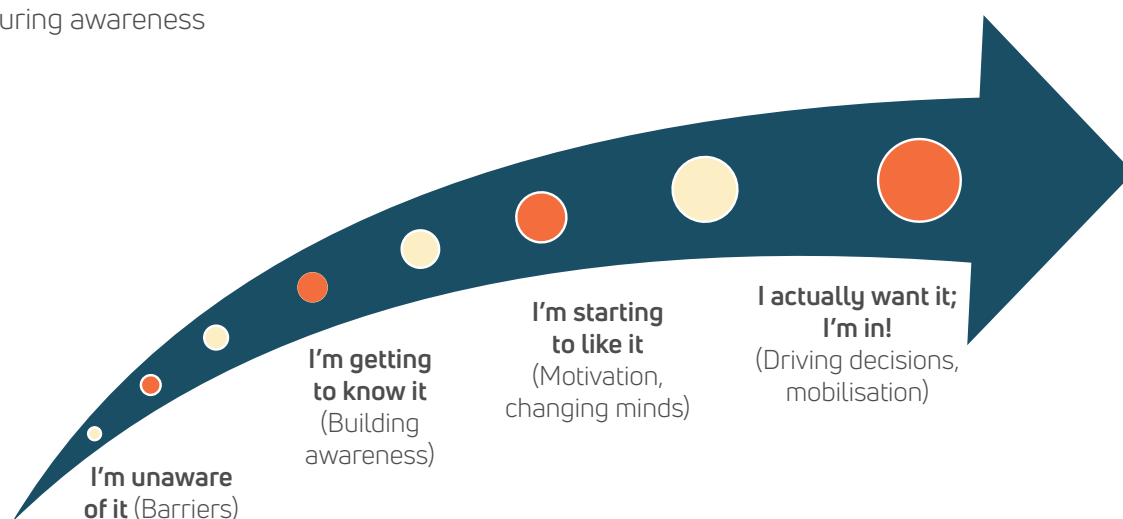 uring awareness
I'm unaware
of it (Barriers)
I'm getting
to know it
(Building
awareness)
I'm starting
to like it
(Motivation,
changing minds)
I actually want it;
I'm in!
(Driving decisions,
mobilisation)